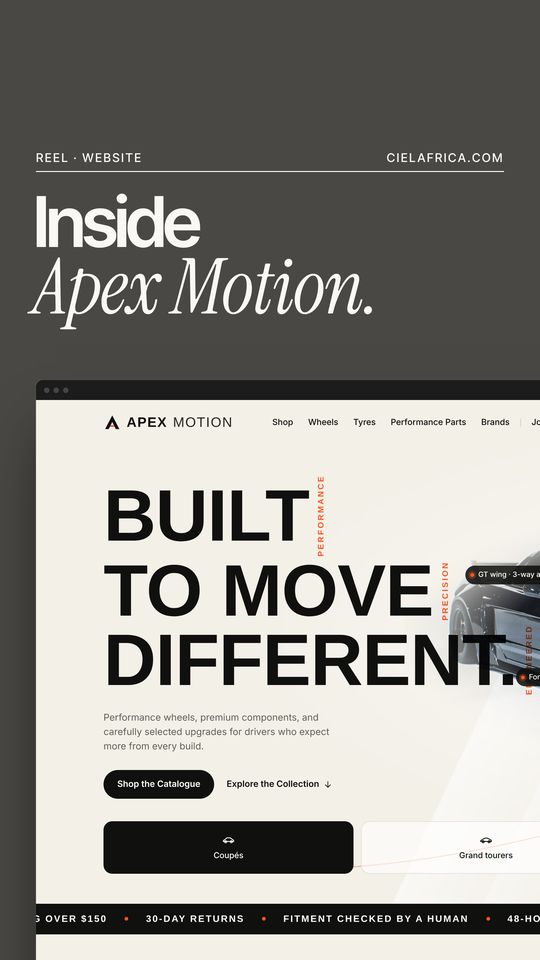 REEL · WEBSITE
CIELAFRICA.COM
Inside
Apex Motion.
APEX MOTION
Shop Wheels Tyres Performance Parts Brands
BUILT
PERFORMANCE
TO MOVE
PRECISION
GT wing · 3-way
DIFFERENT.
Performance wheels, premium components, and
carefully selected upgrades for drivers who expect
more from every build.
Shop the Catalogue
Explore the Collection ↓
Coupés
Grand tourers
OVER $150 • 30-DAY RETURNS • FITMENT CHECKED BY A HUMAN •